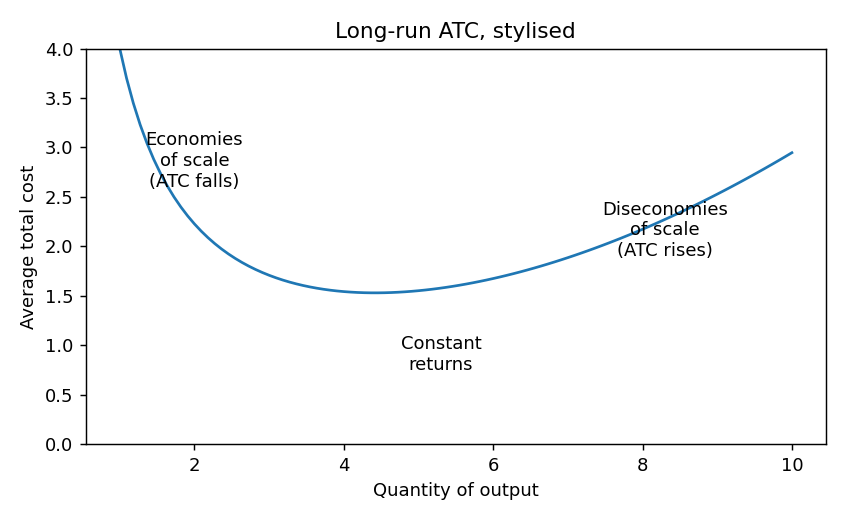 Long-run ATC, stylised
4.0
3.5
3.0
2.5
2.0
1.5
1.0
0.5
0.0
Average total cost
Economies
of scale
(ATC falls)
Diseconomies
of scale
(ATC rises)
Constant
returns
2
4
6
8
10
Quantity of output